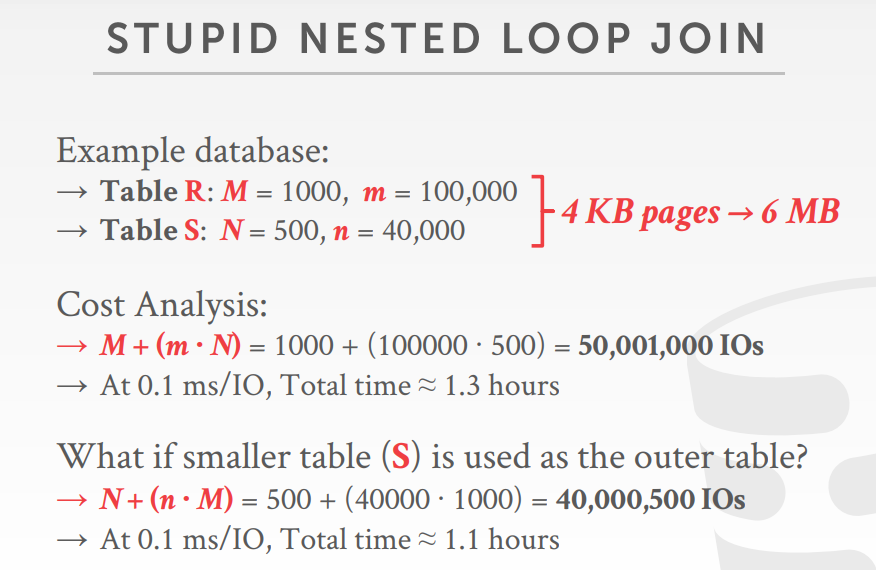 STUPID NESTED LOOP JOIN
Example database:
→ Table R: M = 1000, m = 100,000
→ Table S: N = 500, n = 40,000
4 KB pages → 6 MB
Cost Analysis:
→ M + (m · N) = 1000 + (100000 · 500) = 50,001,000 IOs
→ At 0.1 ms/IO, Total time ≈ 1.3 hours
What if smaller table (S) is used as the outer table?
→ N + (n · M) = 500 + (40000 · 1000) = 40,000,500 IOs
→ At 0.1 ms/IO, Total time ≈ 1.1 hours